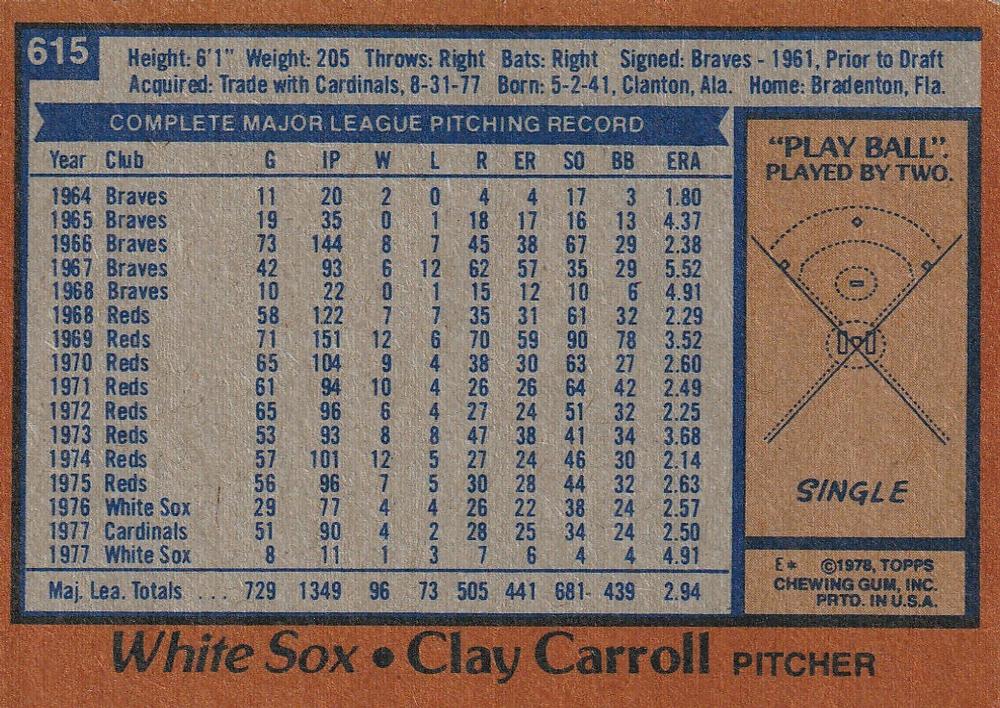 615
Height: 6'1" Weight: 205 Throws: Right Bats: Right Signed: Braves - 1961, Prior to Draft
Acquired: Trade with Cardinals, 8-31-77 Born: 5-2-41, Clanton, Ala. Home: Bradenton, Fla.
COMPLETE MAJOR LEAGUE PITCHING RECORD
Year Club G IP W L R ER SO BB ERA
1964 Braves 11 20 2 0 4 4 17 3 1.80
1965 Braves 19 35 0 1 18 17 16 13 4.37
1966 Braves 73 144 8 7 45 38 67 29 2.38
1967 Braves 42 93 6 12 62 57 35 29 5.52
1968 Braves 10 22 0 1 15 12 10 6 4.91
1968 Reds 58 122 7 7 35 31 61 32 2.29
1969 Reds 71 151 12 6 70 59 90 78 3.52
1970 Reds 65 104 9 4 38 30 63 27 2.60
1971 Reds 61 94 10 4 26 26 64 42 2.49
1972 Reds 65 96 6 4 27 24 51 32 2.25
1973 Reds 53 93 8 8 47 38 41 34 3.68
1974 Reds 57 101 12 5 27 24 46 30 2.14
1975 Reds 56 96 7 5 30 28 44 32 2.63
1976 White Sox 29 77 4 4 26 22 38 24 2.57
1977 Cardinals 51 90 4 2 28 25 34 24 2.50
1977 White Sox 8 11 1 3 7 6 4 4 4.91
Maj. Lea. Totals ... 729 1349 96 73 505 441 681- 439 2.94
"PLAY BALL".
PLAYED BY TWO.
SINGLE
E* ©1978, TOPPS
CHEWING GUM, INC.
PRTD. IN U.S.A.
White Sox • Clay Carroll PITCHER